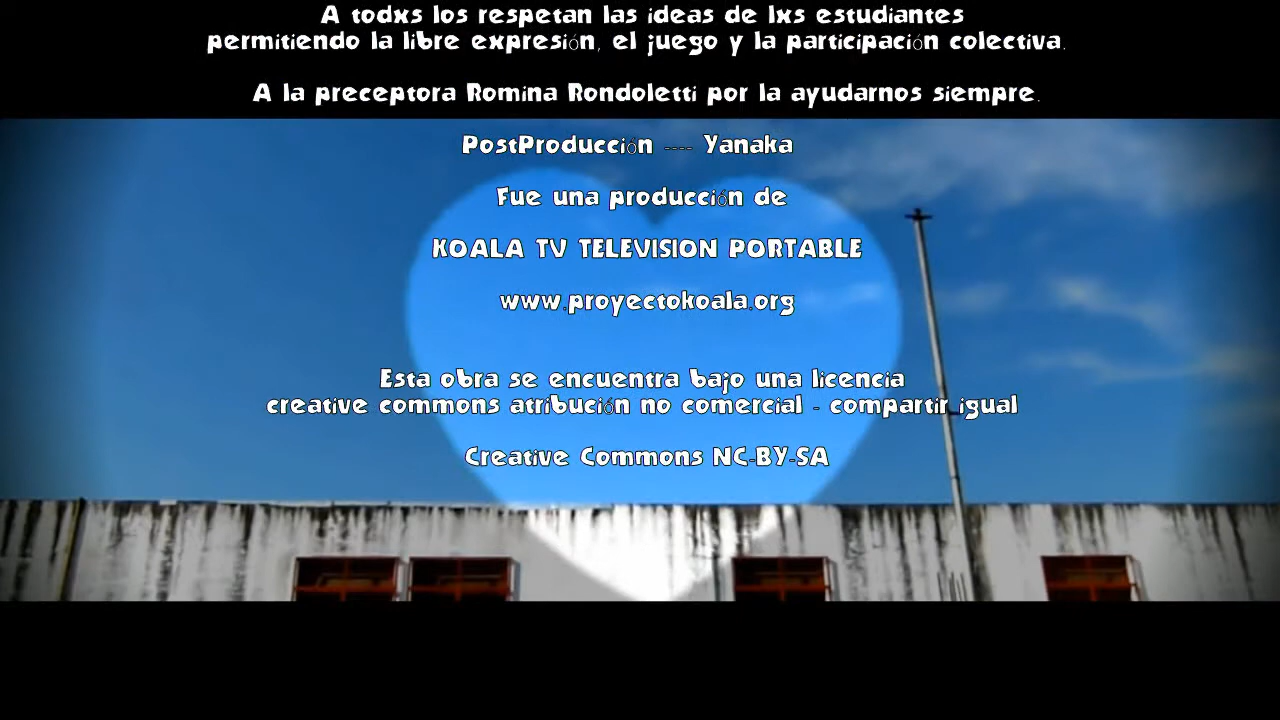 A todxs los respetan las ideas de lxs estudiantes
permitiendo la libre expresión, el juego y la participación colectiva.
A la preceptora Romina Rondoletti por la ayudarnos siempre.
PostProducción ---- Yanaka
Fue una producción de
KOALA TV TELEVISION PORTABLE
www.proyectokoala.org
Esta obra se encuentra bajo una licencia
creative commons atribución no comercial - compartir igual
Creative Commons NC-BY-SA